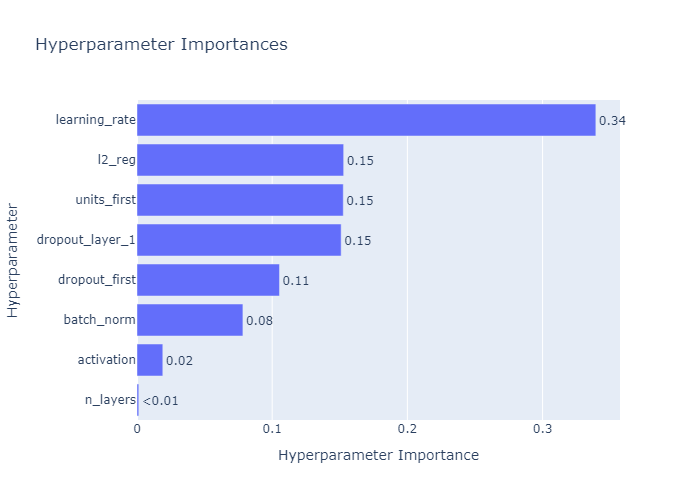 Hyperparameter Importances
Hyperparameter
learning_rate 0.34
l2_reg 0.15
units_first 0.15
dropout_layer_1 0.15
dropout_first 0.11
batch_norm 0.08
activation 0.02
n_layers <0.01
0 0.1 0.2 0.3
Hyperparameter Importance